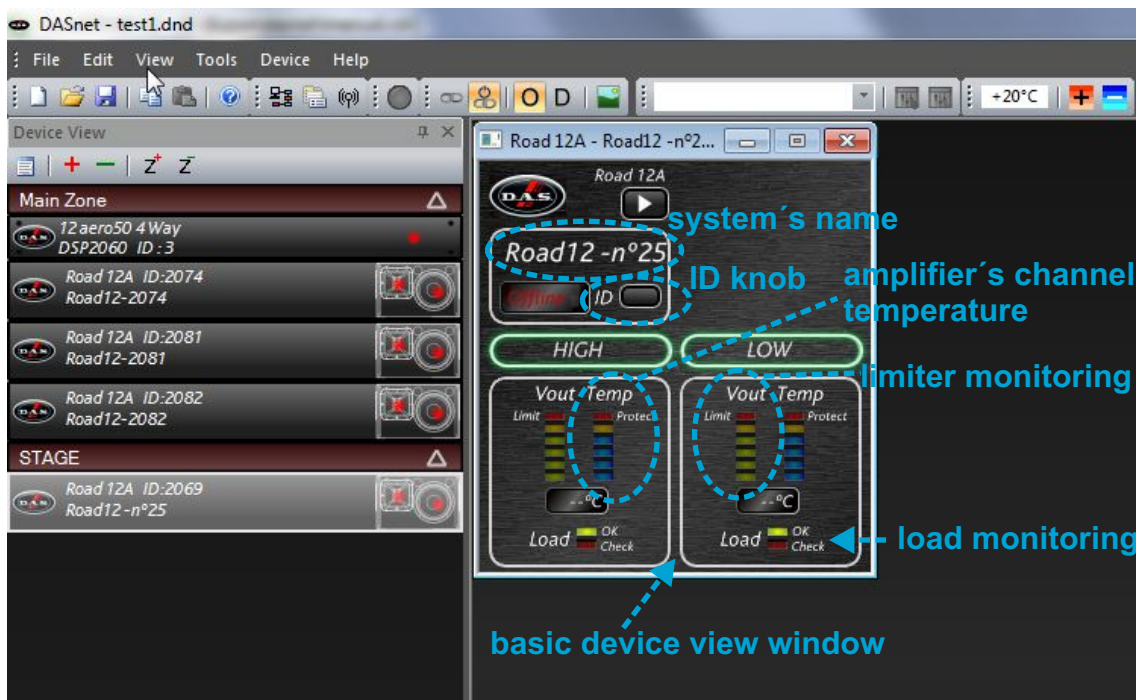 DASnet - test1.dnd
File Edit View Tools Device Help
O D +20°C
Device View
Z+ Z-
Main Zone
12 aero50 4 Way
DSP2060 ID : 3
Road 12A ID:2074
Road12-2074
Road 12A ID:2081
Road12-2081
Road 12A ID:2082
Road12-2082
STAGE
Road 12A ID:2069
Road12 -nº25
Road 12A - Road12 -nº2...
D.A.S
Road 12A
system´s name
Road12 -nº25
ID knob
Offline ID
amplifier´s channel
temperature
HIGH LOW
limiter monitoring
Vout Temp Vout Temp
Limit Protect Limit Protect
--°C --°C
Load OK Check Load OK Check
load monitoring
basic device view window